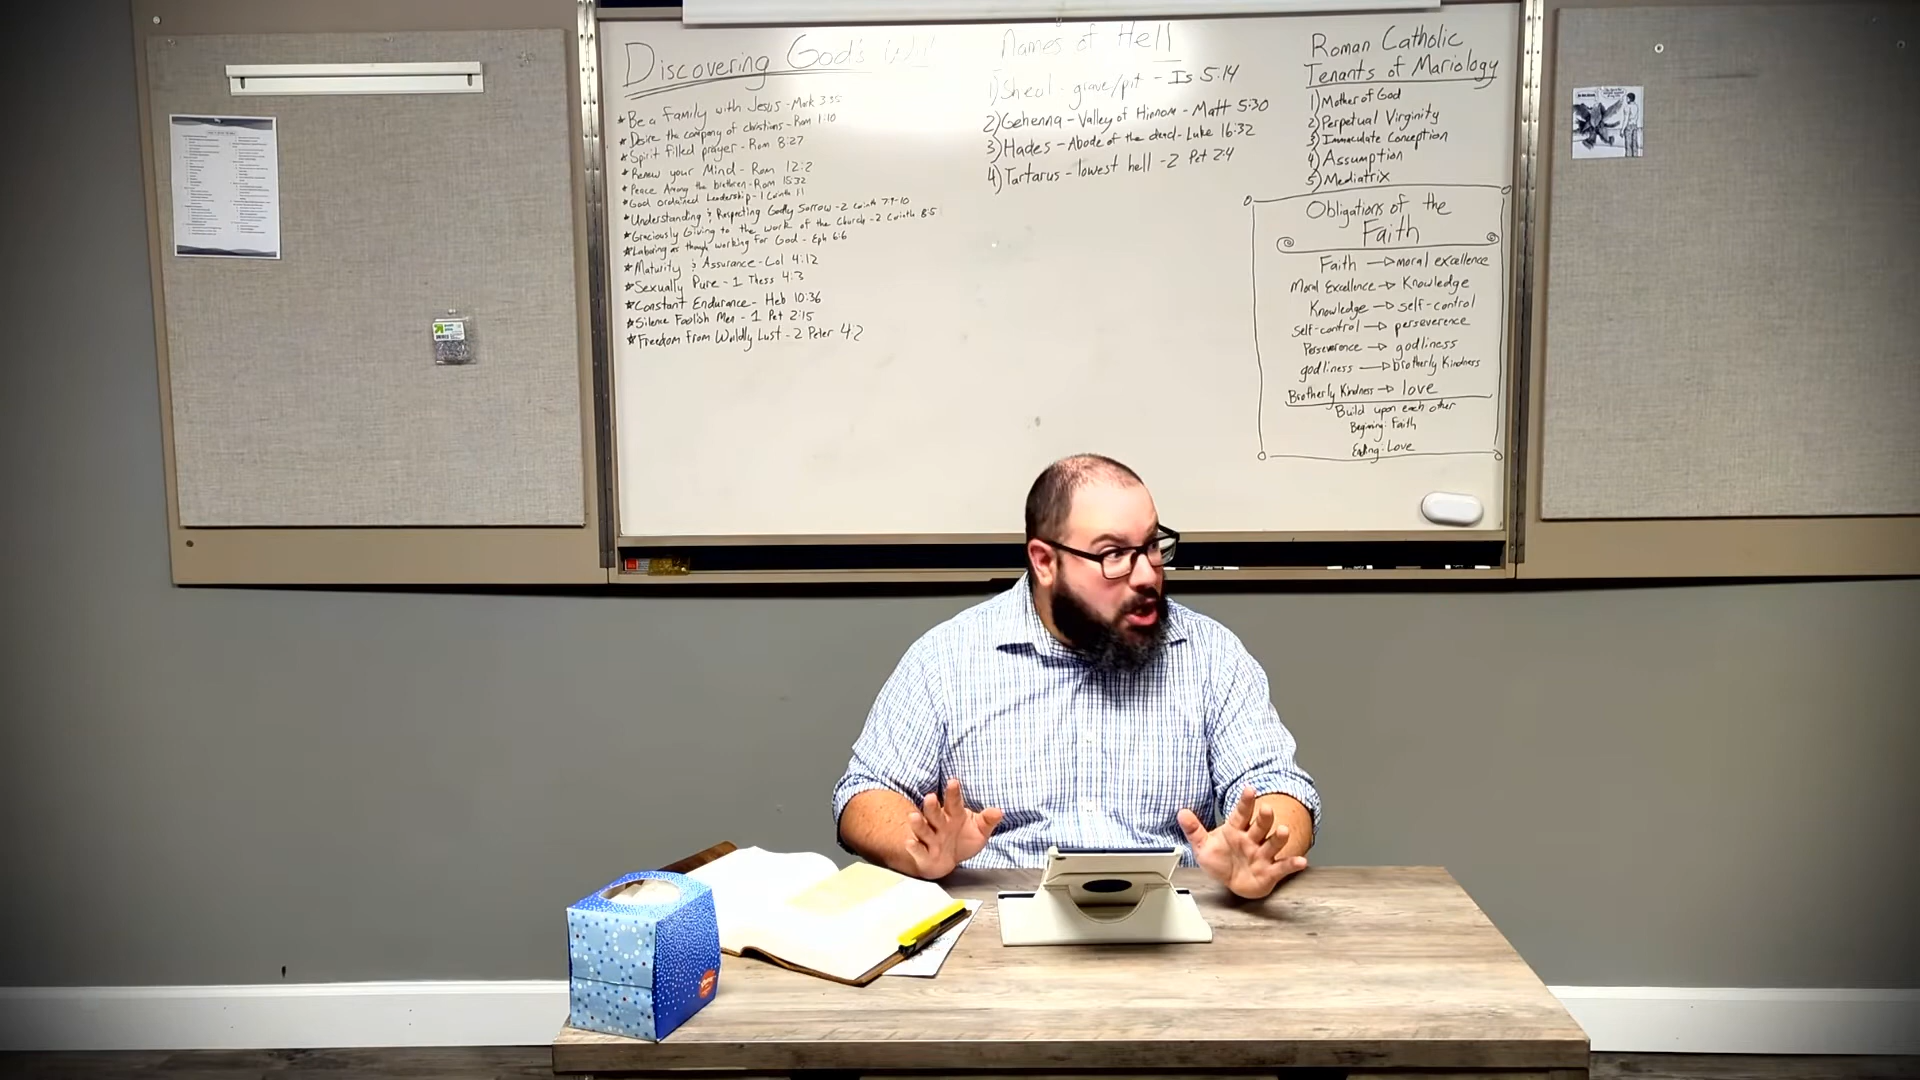 Discovering God's Will
* Be a Family with Jesus - Mark 3:35
* Desire the company of christians - Rom 1:10
* Spirit filled prayer - Rom 8:27
* Renew your Mind - Rom 12:2
* Peace Among the brethren - Rom 15:32
* God ordained Leadership - 1 Corinth 1:1
* Understanding & Respecting Godly Sorrow - 2 Corinth 7:9-10
* Graciously Giving to the work of the Church - 2 Corinth 8:5
* Laboring as though working for God - Eph 6:6
* Maturity & Assurance - Col 4:12
* Sexually Pure - 1 Thess 4:3
* Constant Endurance - Heb 10:36
* Silence Foolish Men - 1 Pet 2:15
* Freedom from Worldly Lust - 2 Peter 4:2
Names of Hell
1) Sheol - grave/pit - Is 5:14
2) Gehenna - Valley of Hinnom - Matt 5:30
3) Hades - Abode of the dead - Luke 16:32
4) Tartarus - lowest hell - 2 Pet 2:4
Roman Catholic
Tenants of Mariology
1) Mother of God
2) Perpetual Virginity
3) Immaculate Conception
4) Assumption
5) Mediatrix
Obligations of the
Faith
Faith → moral excellence
Moral Excellence → Knowledge
Knowledge → self-control
Self-control → perseverence
Perseverence → godliness
godliness → brotherly Kindness
Brotherly Kindness → love
Build upon each other
Beginning: Faith
Ending: Love